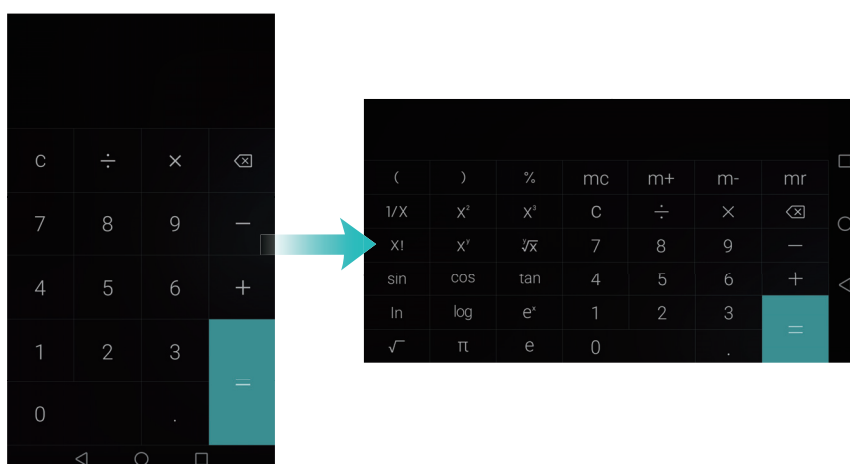 C ÷ ×
7 8 9 −
4 5 6 +
1 2 3
=
0 .
( ) % mc m+ m- mr
1/X X² X³ C ÷ ×
X! Xʸ ʸ√x 7 8 9 −
sin cos tan 4 5 6 +
ln log eˣ 1 2 3
=
√ π e 0 .